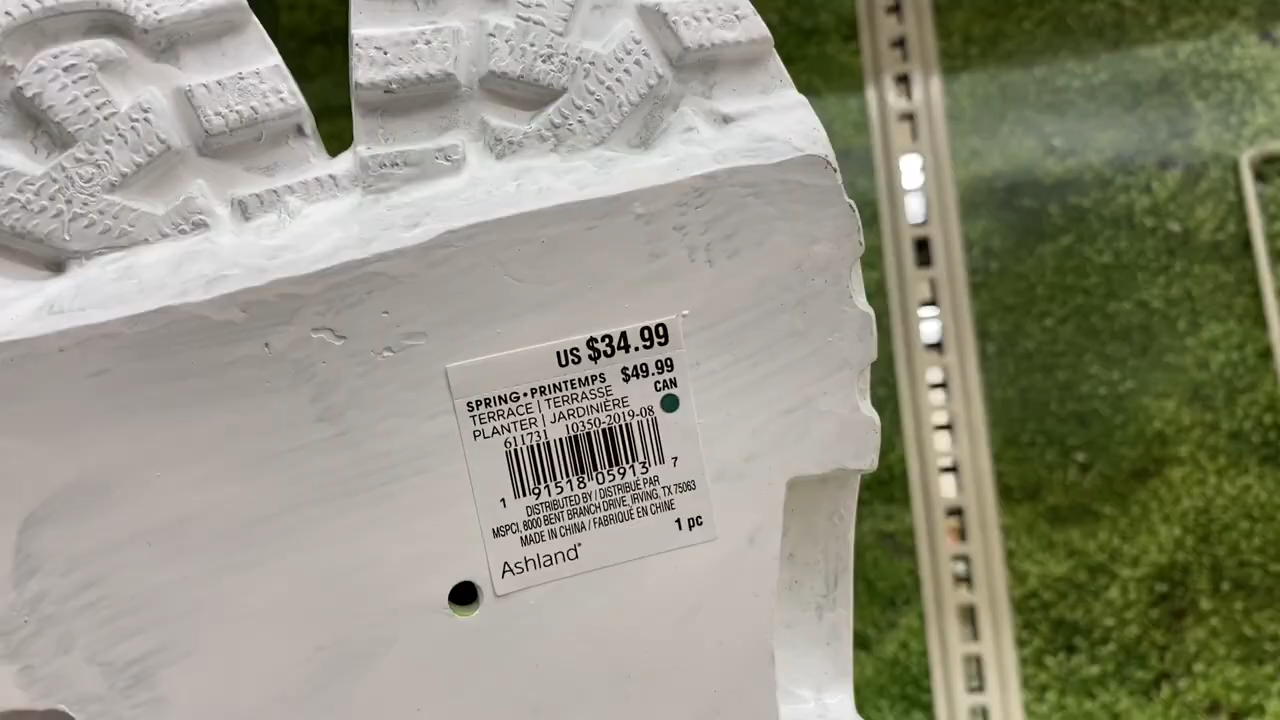 US $34.99
SPRING•PRINTEMPS $49.99
TERRACE | TERRASSE CAN
PLANTER | JARDINIÈRE
611731 10350-2019-08
1 91518 05913 7
DISTRIBUTED BY / DISTRIBUÉ PAR
MSPCI, 8000 BENT BRANCH DRIVE, IRVING, TX 75063
MADE IN CHINA / FABRIQUÉ EN CHINE
1 pc
Ashland®